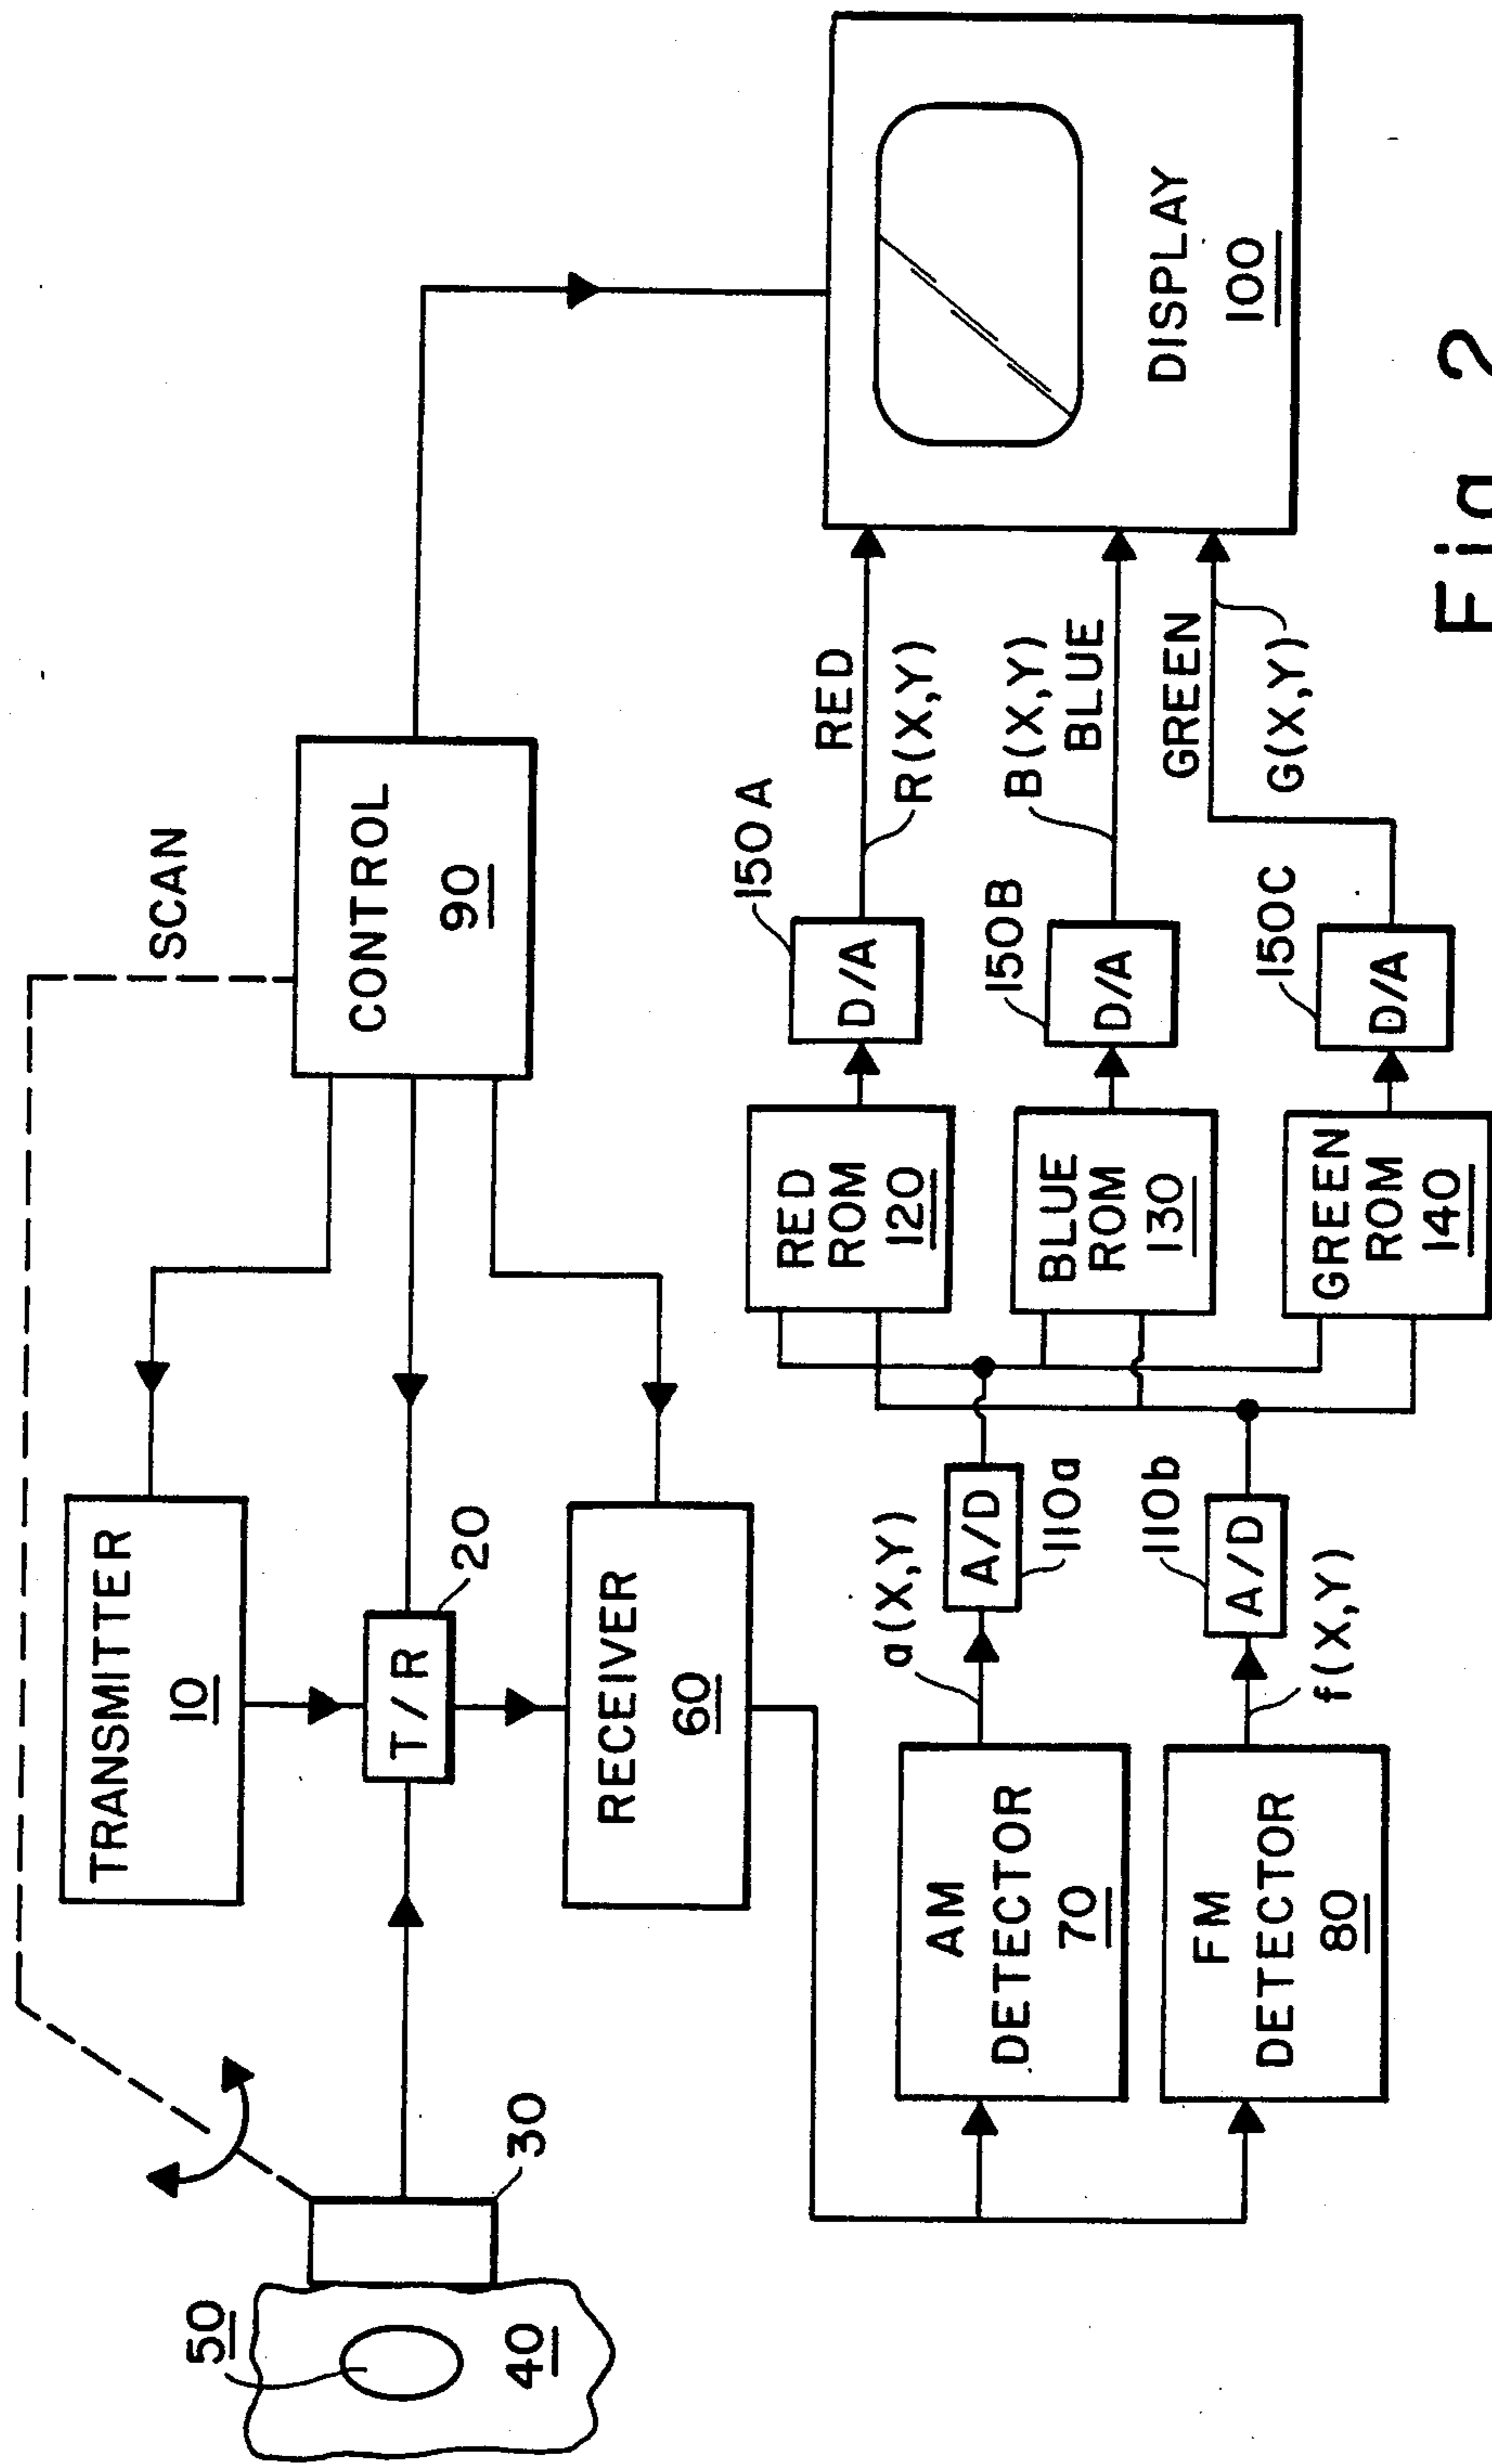 SCAN
TRANSMITTER
10
CONTROL
90
T/R
20
30
50
40
RECEIVER
60
DISPLAY
100
AM
DETECTOR
70
a(X,Y)
A/D
110a
FM
DETECTOR
80
f(X,Y)
A/D
110b
RED
ROM
120
D/A
150A
RED
R(X,Y)
BLUE
ROM
130
D/A
150B
B(X,Y)
BLUE
GREEN
ROM
140
D/A
150C
GREEN
G(X,Y)
Fig 2